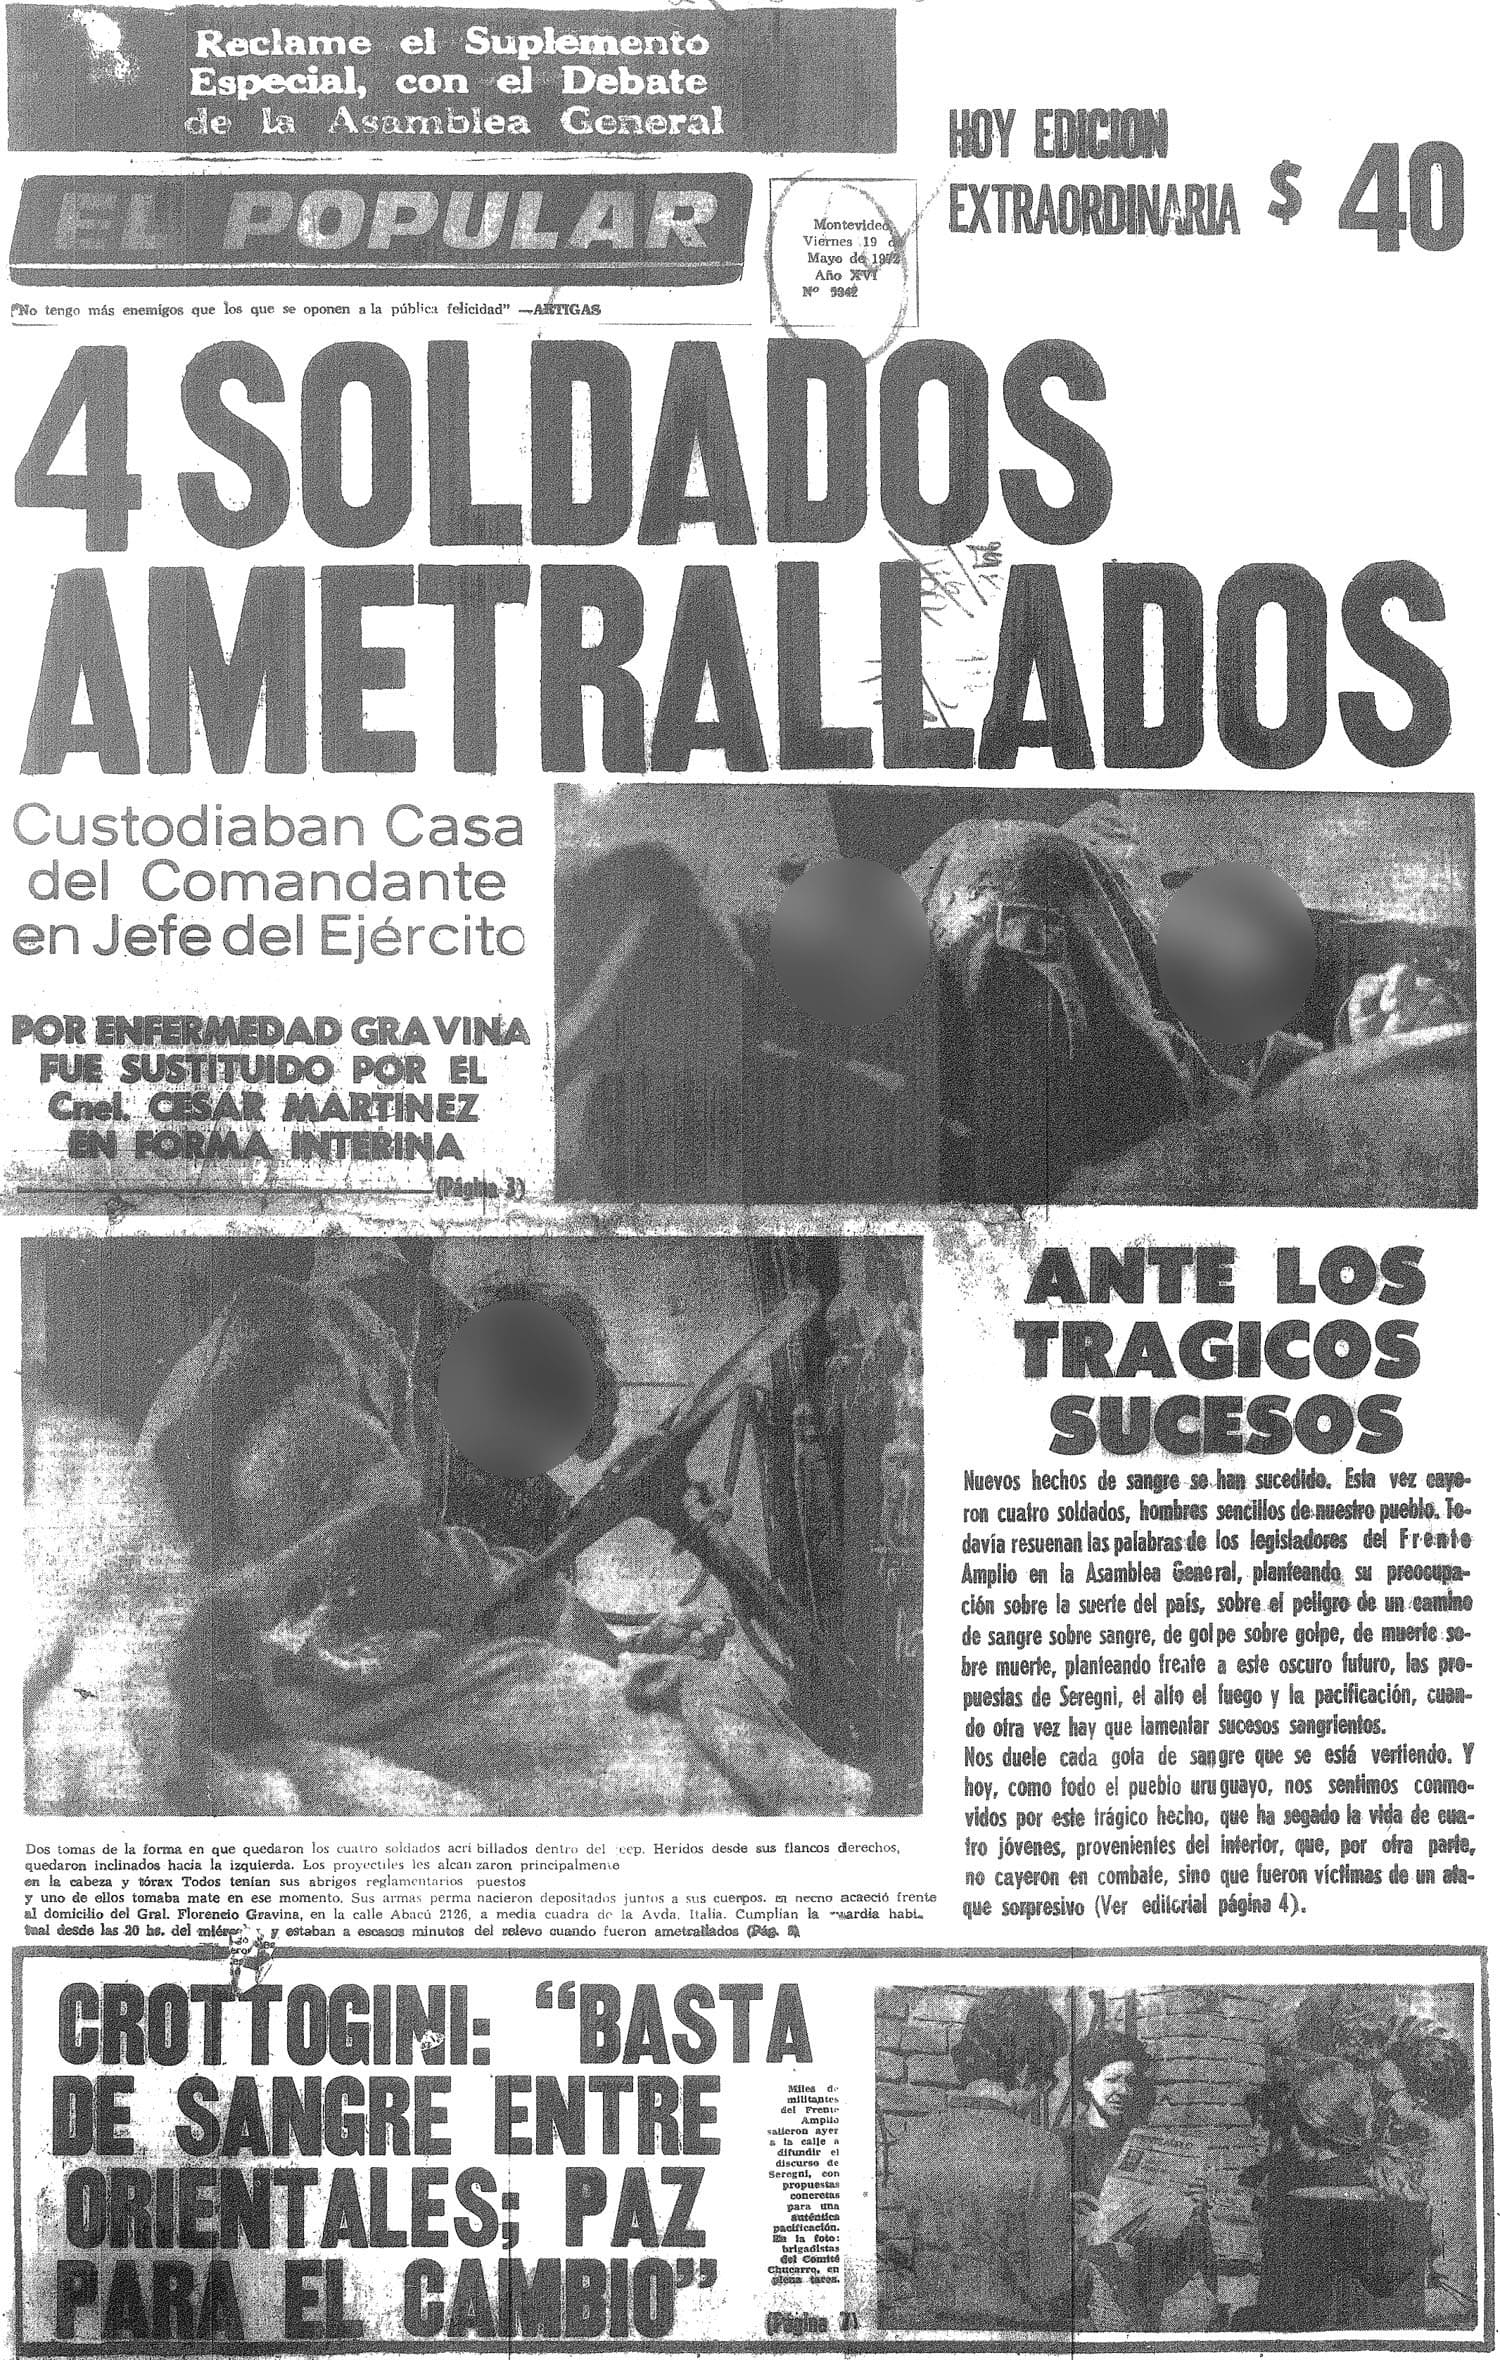 Reclame el Suplemento
Especial, con el Debate
de la Asamblea General
HOY EDICION
EXTRAORDINARIA $ 40
EL POPULAR
Montevideo
Viernes 19 de
Mayo de 1972
Año XVI
Nº
"No tengo más enemigos que los que se oponen a la pública felicidad" —ARTIGAS
4 SOLDADOS
AMETRALLADOS
Custodiaban Casa
del Comandante
en Jefe del Ejército
POR ENFERMEDAD GRAVINA
FUE SUSTITUIDO POR EL
Cnel. CESAR MARTINEZ
EN FORMA INTERINA
(Página 3)
ANTE LOS
TRAGICOS
SUCESOS
Nuevos hechos de sangre se han sucedido. Esta vez caye-
ron cuatro soldados, hombres sencillos de nuestro pueblo. To-
davía resuenan las palabras de los legisladores del Frente
Amplio en la Asamblea General, planteando su preocupa-
ción sobre la suerte del país, sobre el peligro de un camino
de sangre sobre sangre, de golpe sobre golpe, de muerte so-
bre muerte, planteando frente a este oscuro futuro, las pro-
puestas de Seregni, el alto el fuego y la pacificación, cuan-
do otra vez hay que lamentar sucesos sangrientos.
Nos duele cada gota de sangre que se está vertiendo. Y
hoy, como todo el pueblo uruguayo, nos sentimos conmo-
vidos por este trágico hecho, que ha segado la vida de cua-
tro jóvenes, provenientes del interior, que, por otra parte,
no cayeron en combate, sino que fueron víctimas de un ata-
que sorpresivo (Ver editorial página 4).
Dos tomas de la forma en que quedaron los cuatro soldados acribillados dentro del eep. Heridos desde sus flancos derechos,
quedaron inclinados hacia la izquierda. Los proyectiles les alcanzaron principalmente
en la cabeza y tórax Todos tenían sus abrigos reglamentarios puestos
y uno de ellos tomaba mate en ese momento. Sus armas permanacieron depositados juntos a sus cuerpos. acaeció frente
al domicilio del Gral. Florencio Gravina, en la calle Abacú 2126, a media cuadra de la Avda. Italia. Cumplían la habi-
tual desde las 20 hs. del y estaban a escasos minutos del relevo cuando fueron ametrallados
CROTTOGINI: "BASTA
DE SANGRE ENTRE
ORIENTALES; PAZ
PARA EL CAMBIO"
Miles de
militantes
del Frente
Amplio
salieron ayer
a la calle a
difundir el
discurso de
Seregni, con
propuestas
concretas
para una
auténtica
pacificación.
En la foto:
brigadistas
del Comité
Chucarro, en
plena tarea.
(Página 7)